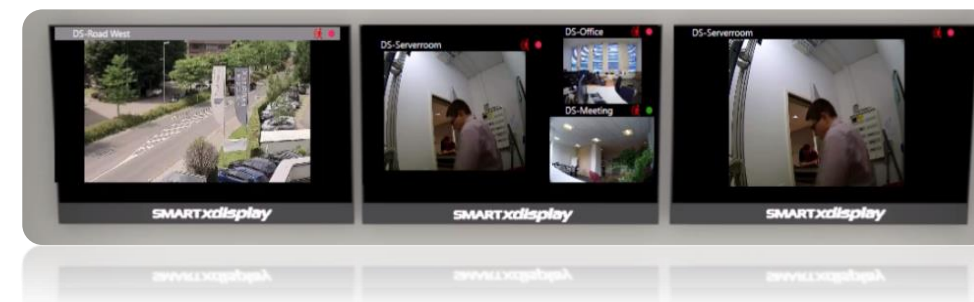 DS-Road West
DS-Serverroom
DS-Office
DS-Meeting
DS-Serverroom
SMARTxdisplay
SMARTxdisplay
SMARTxdisplay